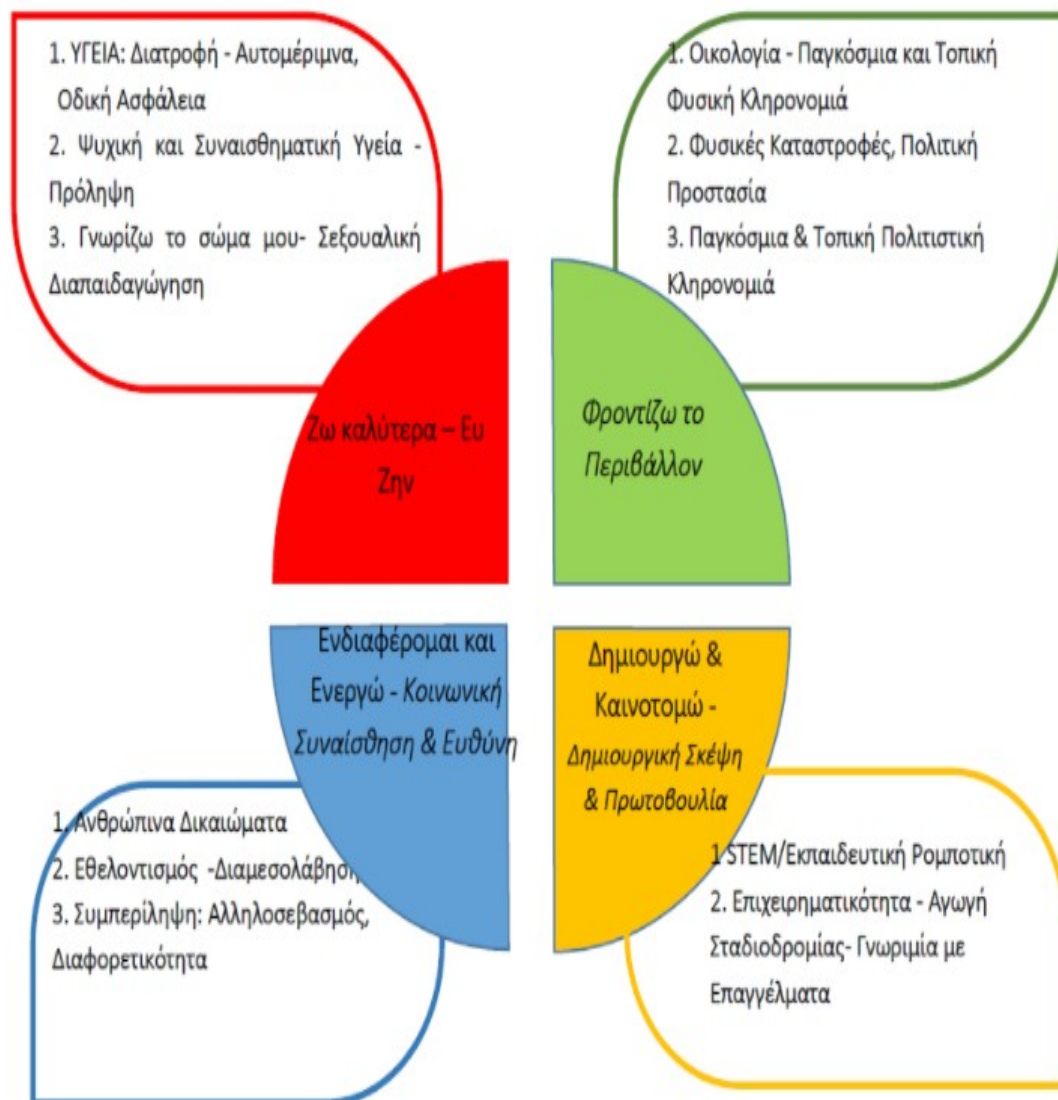 1. ΥΓΕΙΑ: Διατροφή - Αυτομέριμνα,
Οδική Ασφάλεια
2. Ψυχική και Συναισθηματική Υγεία -
Πρόληψη
3. Γνωρίζω το σώμα μου- Σεξουαλική
Διαπαιδαγώγηση
1. Οικολογία - Παγκόσμια και Τοπική
Φυσική Κληρονομιά
2. Φυσικές Καταστροφές, Πολιτική
Προστασία
3. Παγκόσμια & Τοπική Πολιτιστική
Κληρονομιά
Ζω καλύτερα – Ευ
Ζην
Φροντίζω το
Περιβάλλον
Ενδιαφέρομαι και
Ενεργώ - Κοινωνική
Συναίσθηση & Ευθύνη
Δημιουργώ &
Καινοτομώ -
Δημιουργική Σκέψη
& Πρωτοβουλία
1. Ανθρώπινα Δικαιώματα
2. Εθελοντισμός -Διαμεσολάβηση
3. Συμπερίληψη: Αλληλοσεβασμός,
Διαφορετικότητα
1 STEM/Εκπαιδευτική Ρομποτική
2. Επιχειρηματικότητα - Αγωγή
Σταδιοδρομίας- Γνωριμία με
Επαγγέλματα